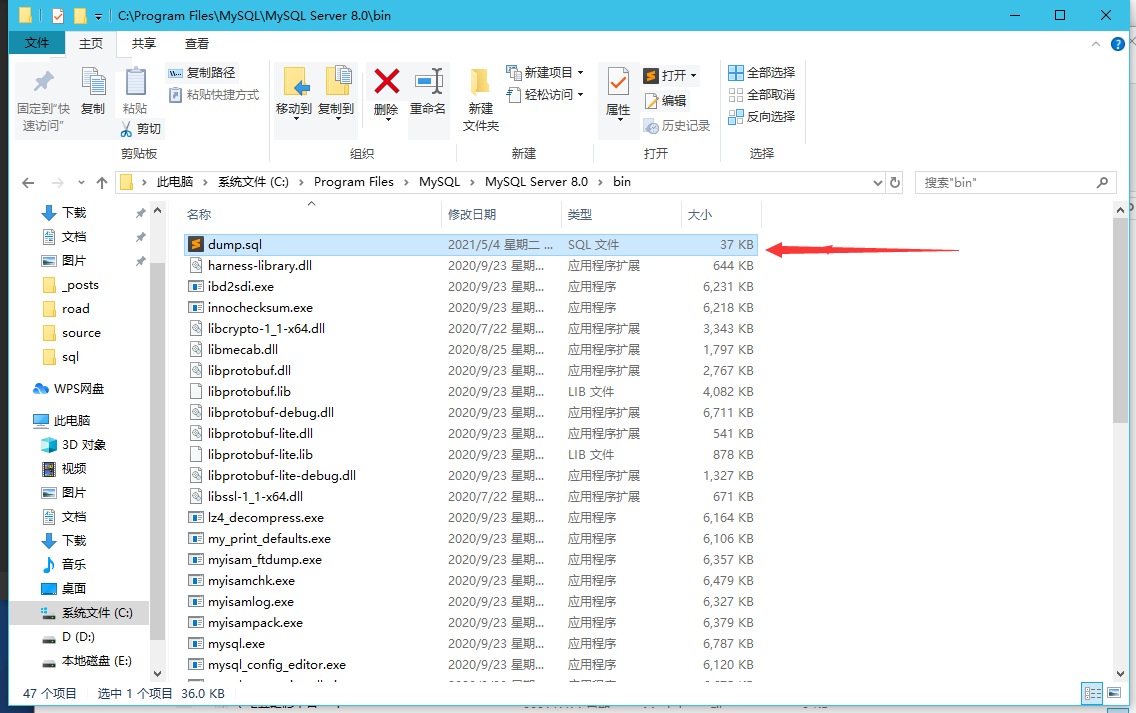 C:\Program Files\MySQL\MySQL Server 8.0\bin
文件 主页 共享 查看
固定到"快速访问"
复制
粘贴
复制路径
粘贴快捷方式
剪切
剪贴板
移动到 复制到 删除 重命名
组织
新建文件夹
新建项目
轻松访问
新建
属性
打开
编辑
历史记录
打开
全部选择
全部取消
反向选择
选择
此电脑 系统文件 (C:) Program Files MySQL MySQL Server 8.0 bin
搜索"bin"
下载
文档
图片
_posts
road
source
sql
WPS网盘
此电脑
3D 对象
视频
图片
文档
下载
音乐
桌面
系统文件 (C:)
D (D:)
本地磁盘 (E:)
名称 修改日期 类型 大小
dump.sql 2021/5/4 星期二 ... SQL 文件 37 KB
harness-library.dll 2020/9/23 星期... 应用程序扩展 644 KB
ibd2sdi.exe 2020/9/23 星期... 应用程序 6,231 KB
innochecksum.exe 2020/9/23 星期... 应用程序 6,218 KB
libcrypto-1_1-x64.dll 2020/7/22 星期... 应用程序扩展 3,343 KB
libmecab.dll 2020/8/25 星期... 应用程序扩展 1,797 KB
libprotobuf.dll 2020/9/23 星期... 应用程序扩展 2,767 KB
libprotobuf.lib 2020/9/23 星期... LIB 文件 4,082 KB
libprotobuf-debug.dll 2020/9/23 星期... 应用程序扩展 6,711 KB
libprotobuf-lite.dll 2020/9/23 星期... 应用程序扩展 541 KB
libprotobuf-lite.lib 2020/9/23 星期... LIB 文件 878 KB
libprotobuf-lite-debug.dll 2020/9/23 星期... 应用程序扩展 1,327 KB
libssl-1_1-x64.dll 2020/7/22 星期... 应用程序扩展 671 KB
lz4_decompress.exe 2020/9/23 星期... 应用程序 6,164 KB
my_print_defaults.exe 2020/9/23 星期... 应用程序 6,106 KB
myisam_ftdump.exe 2020/9/23 星期... 应用程序 6,357 KB
myisamchk.exe 2020/9/23 星期... 应用程序 6,479 KB
myisamlog.exe 2020/9/23 星期... 应用程序 6,327 KB
myisampack.exe 2020/9/23 星期... 应用程序 6,379 KB
mysql.exe 2020/9/23 星期... 应用程序 6,787 KB
mysql_config_editor.exe 2020/9/23 星期... 应用程序 6,120 KB
47 个项目 选中 1 个项目 36.0 KB